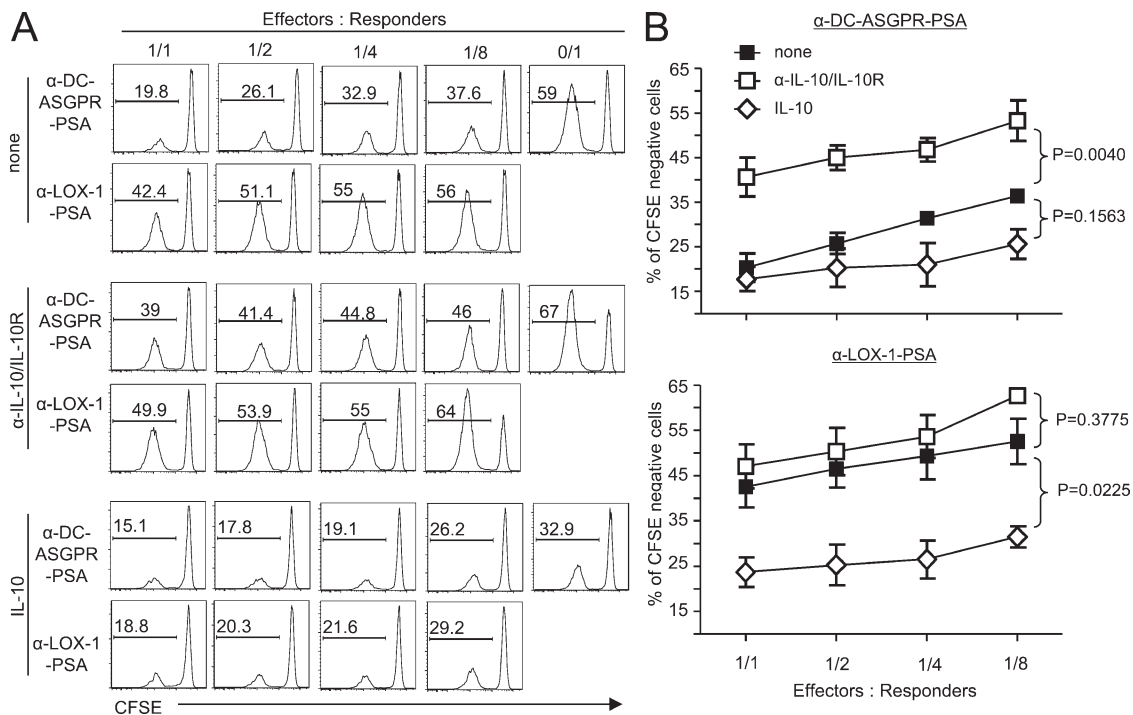 A
Effectors : Responders
1/1 1/2 1/4 1/8 0/1
none
α-DC-
ASGPR
-PSA
19.8 26.1 32.9 37.6 59
α-LOX-1
-PSA
42.4 51.1 55 56
α-IL-10/IL-10R
α-DC-
ASGPR
-PSA
39 41.4 44.8 46 67
α-LOX-1
-PSA
49.9 53.9 55 64
IL-10
α-DC-
ASGPR
-PSA
15.1 17.8 19.1 26.2 32.9
α-LOX-1
-PSA
18.8 20.3 21.6 29.2
CFSE
B
α-DC-ASGPR-PSA
none
α-IL-10/IL-10R
IL-10
% of CFSE negative cells
65
55
45
35
25
15
P=0.0040
P=0.1563
α-LOX-1-PSA
% of CFSE negative cells
65
55
45
35
25
15
P=0.3775
P=0.0225
1/1 1/2 1/4 1/8
Effectors : Responders